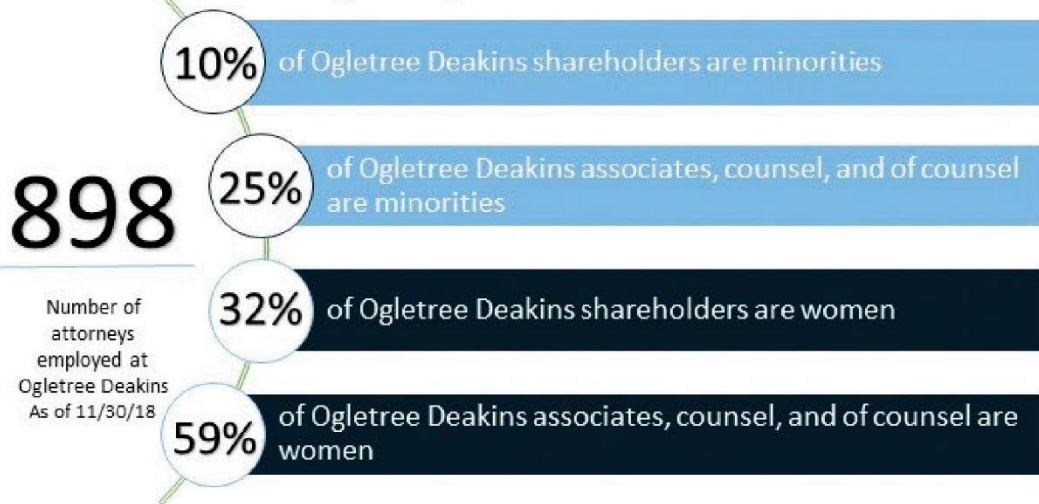 10%
of Ogletree Deakins shareholders are minorities
25%
of Ogletree Deakins associates, counsel, and of counsel
are minorities
898
Number of
attorneys
employed at
Ogletree Deakins
As of 11/30/18
32%
of Ogletree Deakins shareholders are women
59%
of Ogletree Deakins associates, counsel, and of counsel are
women